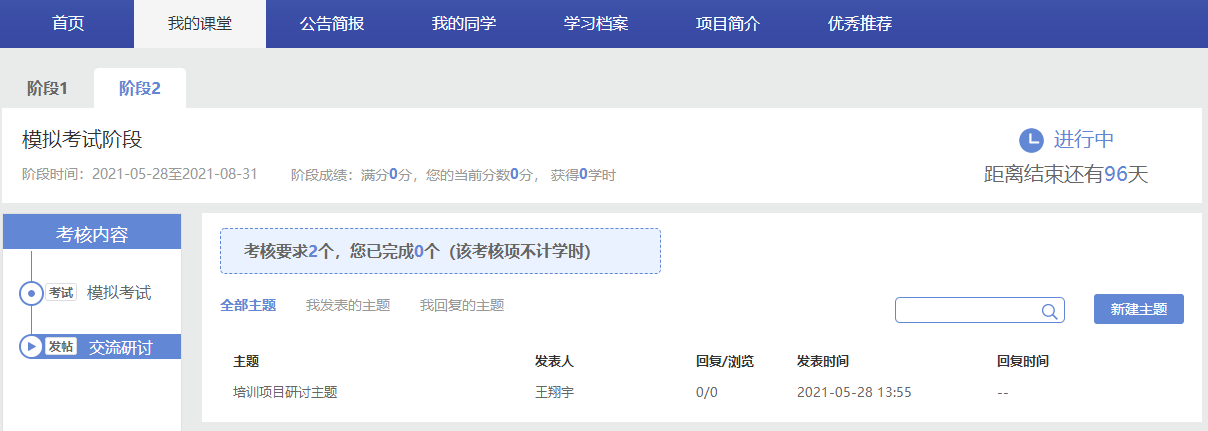 首页 我的课堂 公告简报 我的同学 学习档案 项目简介 优秀推荐
阶段1 阶段2
模拟考试阶段
进行中
阶段时间：2021-05-28至2021-08-31 阶段成绩：满分0分，您的当前分数0分， 获得0学时
距离结束还有96天
考核内容
考核要求2个，您已完成0个（该考核项不计学时）
考试 模拟考试
全部主题 我发表的主题 我回复的主题
新建主题
发帖 交流研讨
主题 发表人 回复/浏览 发表时间 回复时间
培训项目研讨主题 王翔宇 0/0 2021-05-28 13:55 --